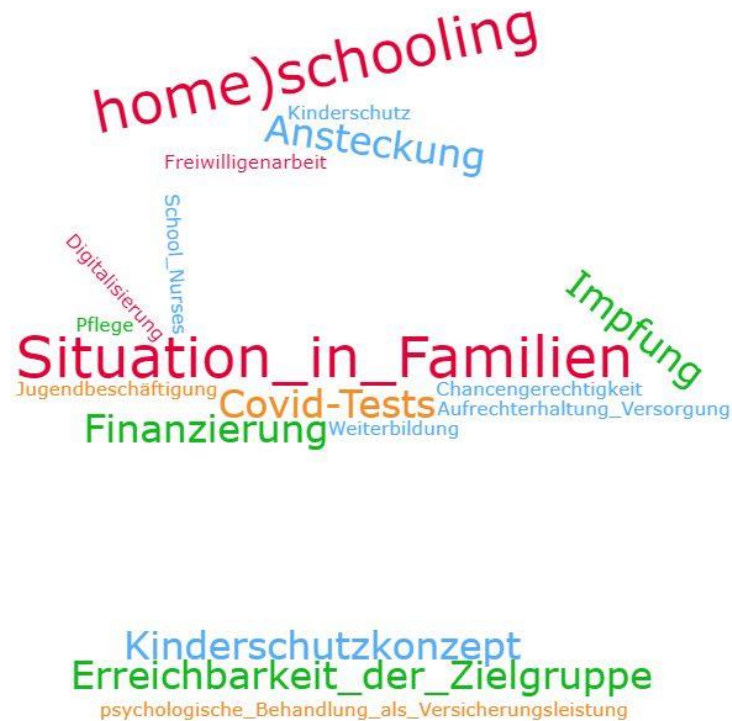 home)schooling
Kinderschutz
Ansteckung
Freiwilligenarbeit
School_Nurses
Digitalisierung
Impfung
Pflege
Situation_in_Familien
Jugendbeschäftigung
Covid-Tests
Chancengerechtigkeit
Aufrechterhaltung_Versorgung
Finanzierung
Weiterbildung
Kinderschutzkonzept
Erreichbarkeit_der_Zielgruppe
psychologische_Behandlung_als_Versicherungsleistung